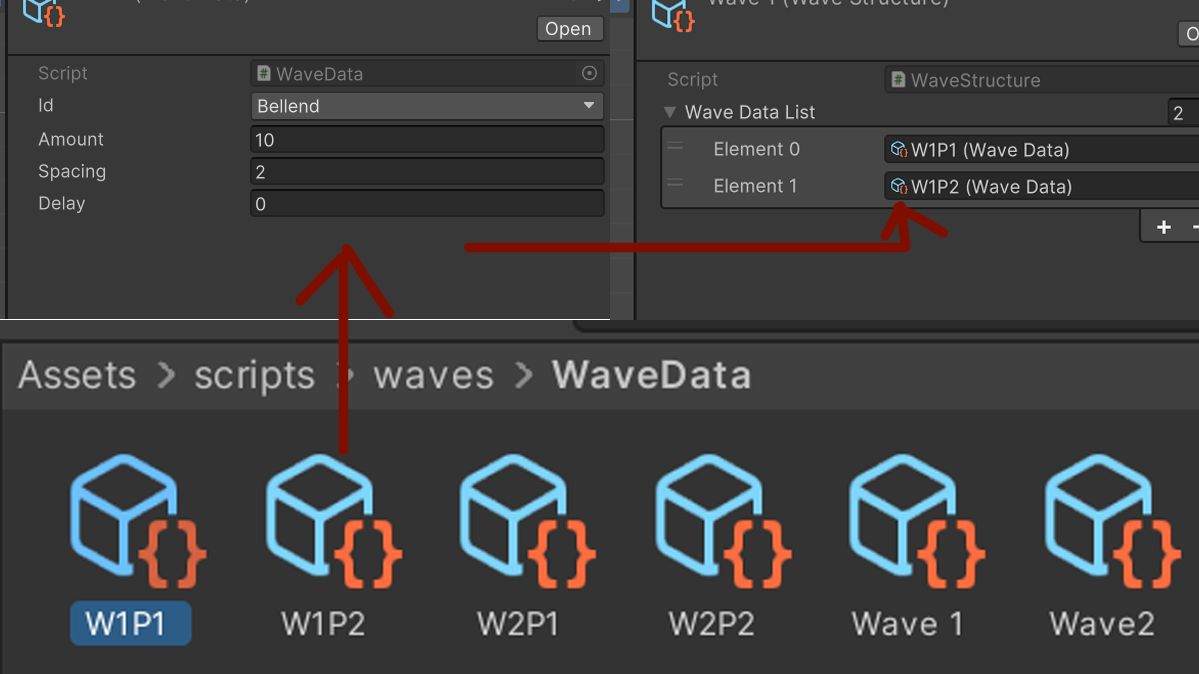 Open
Script WaveData
Id Bellend
Amount 10
Spacing 2
Delay 0
Wave 1 (Wave Structure)
Script WaveStructure
Wave Data List 2
Element 0 W1P1 (Wave Data)
Element 1 W1P2 (Wave Data)
+ -
Assets > scripts > waves > WaveData
W1P1 W1P2 W2P1 W2P2 Wave 1 Wave2